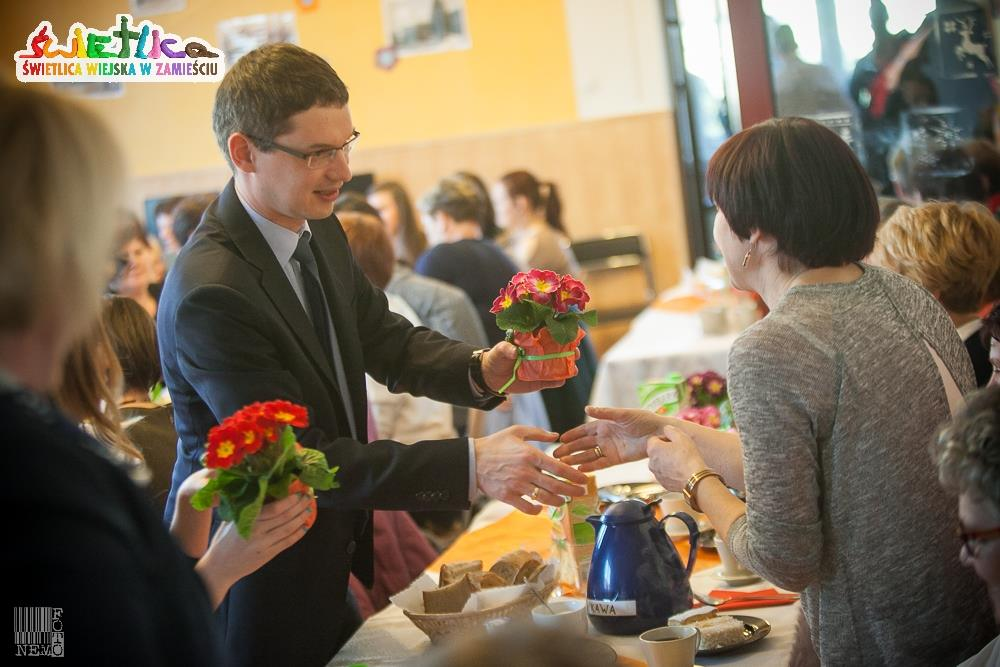 świetlica
ŚWIETLICA WIEJSKA W ZAMIEŚCIU
KAWA
FOTO
NEMO